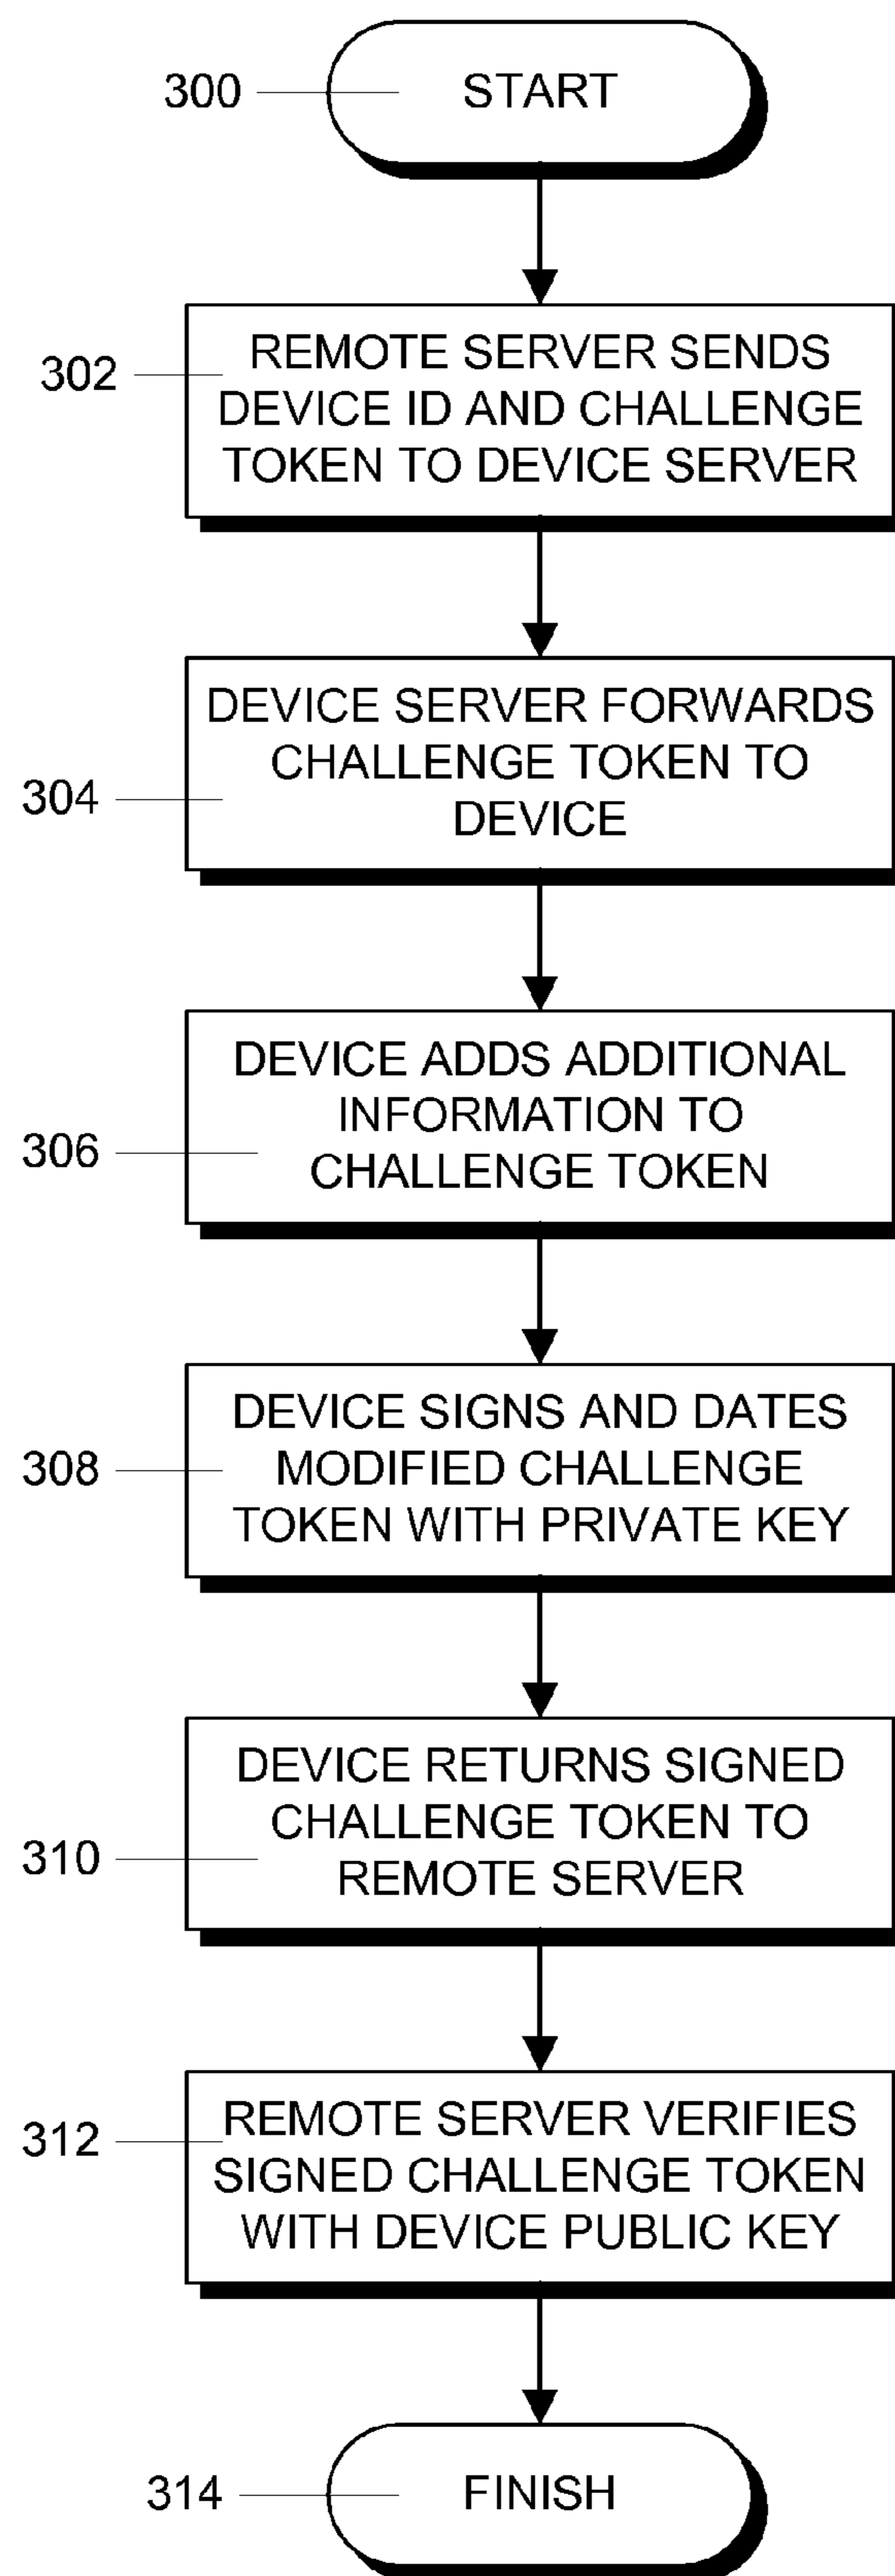 300
START
302
REMOTE SERVER SENDS
DEVICE ID AND CHALLENGE
TOKEN TO DEVICE SERVER
304
DEVICE SERVER FORWARDS
CHALLENGE TOKEN TO
DEVICE
306
DEVICE ADDS ADDITIONAL
INFORMATION TO
CHALLENGE TOKEN
308
DEVICE SIGNS AND DATES
MODIFIED CHALLENGE
TOKEN WITH PRIVATE KEY
310
DEVICE RETURNS SIGNED
CHALLENGE TOKEN TO
REMOTE SERVER
312
REMOTE SERVER VERIFIES
SIGNED CHALLENGE TOKEN
WITH DEVICE PUBLIC KEY
314
FINISH